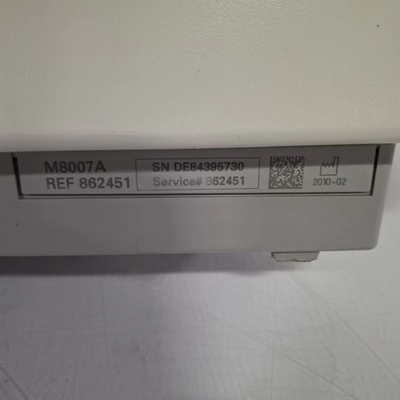 M8007A
REF 862451
SN DE84395730
Service# 862451
2010-02